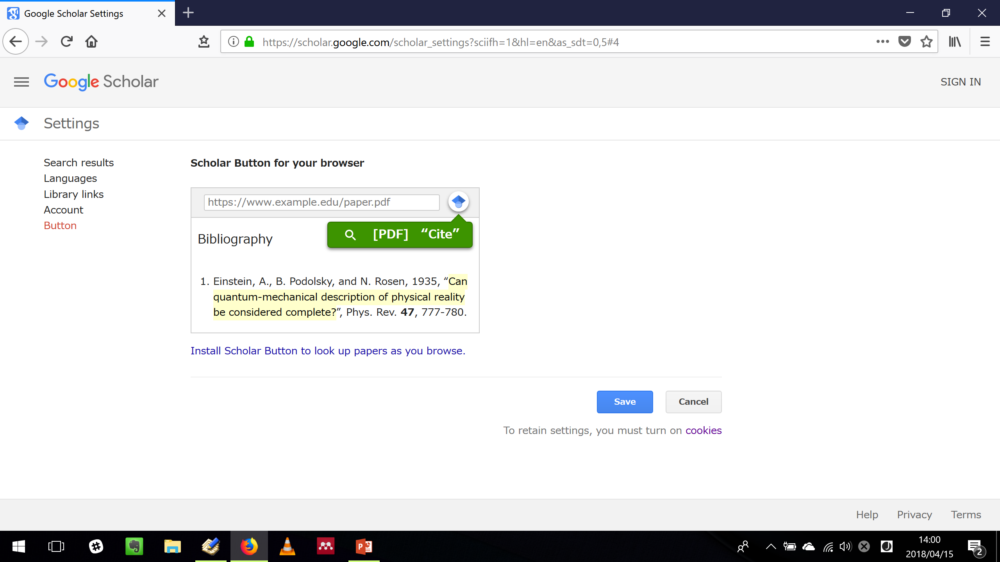 Google Scholar Settings
https://scholar.google.com/scholar_settings?sciifh=1&hl=en&as_sdt=0,5#4
Google Scholar
SIGN IN
Settings
Search results
Languages
Library links
Account
Button
Scholar Button for your browser
https://www.example.edu/paper.pdf
[PDF] “Cite”
Bibliography
1. Einstein, A., B. Podolsky, and N. Rosen, 1935, “Can
quantum-mechanical description of physical reality
be considered complete?”, Phys. Rev. 47, 777-780.
Install Scholar Button to look up papers as you browse.
Save Cancel
To retain settings, you must turn on cookies
Help Privacy Terms
14:00
2018/04/15
2